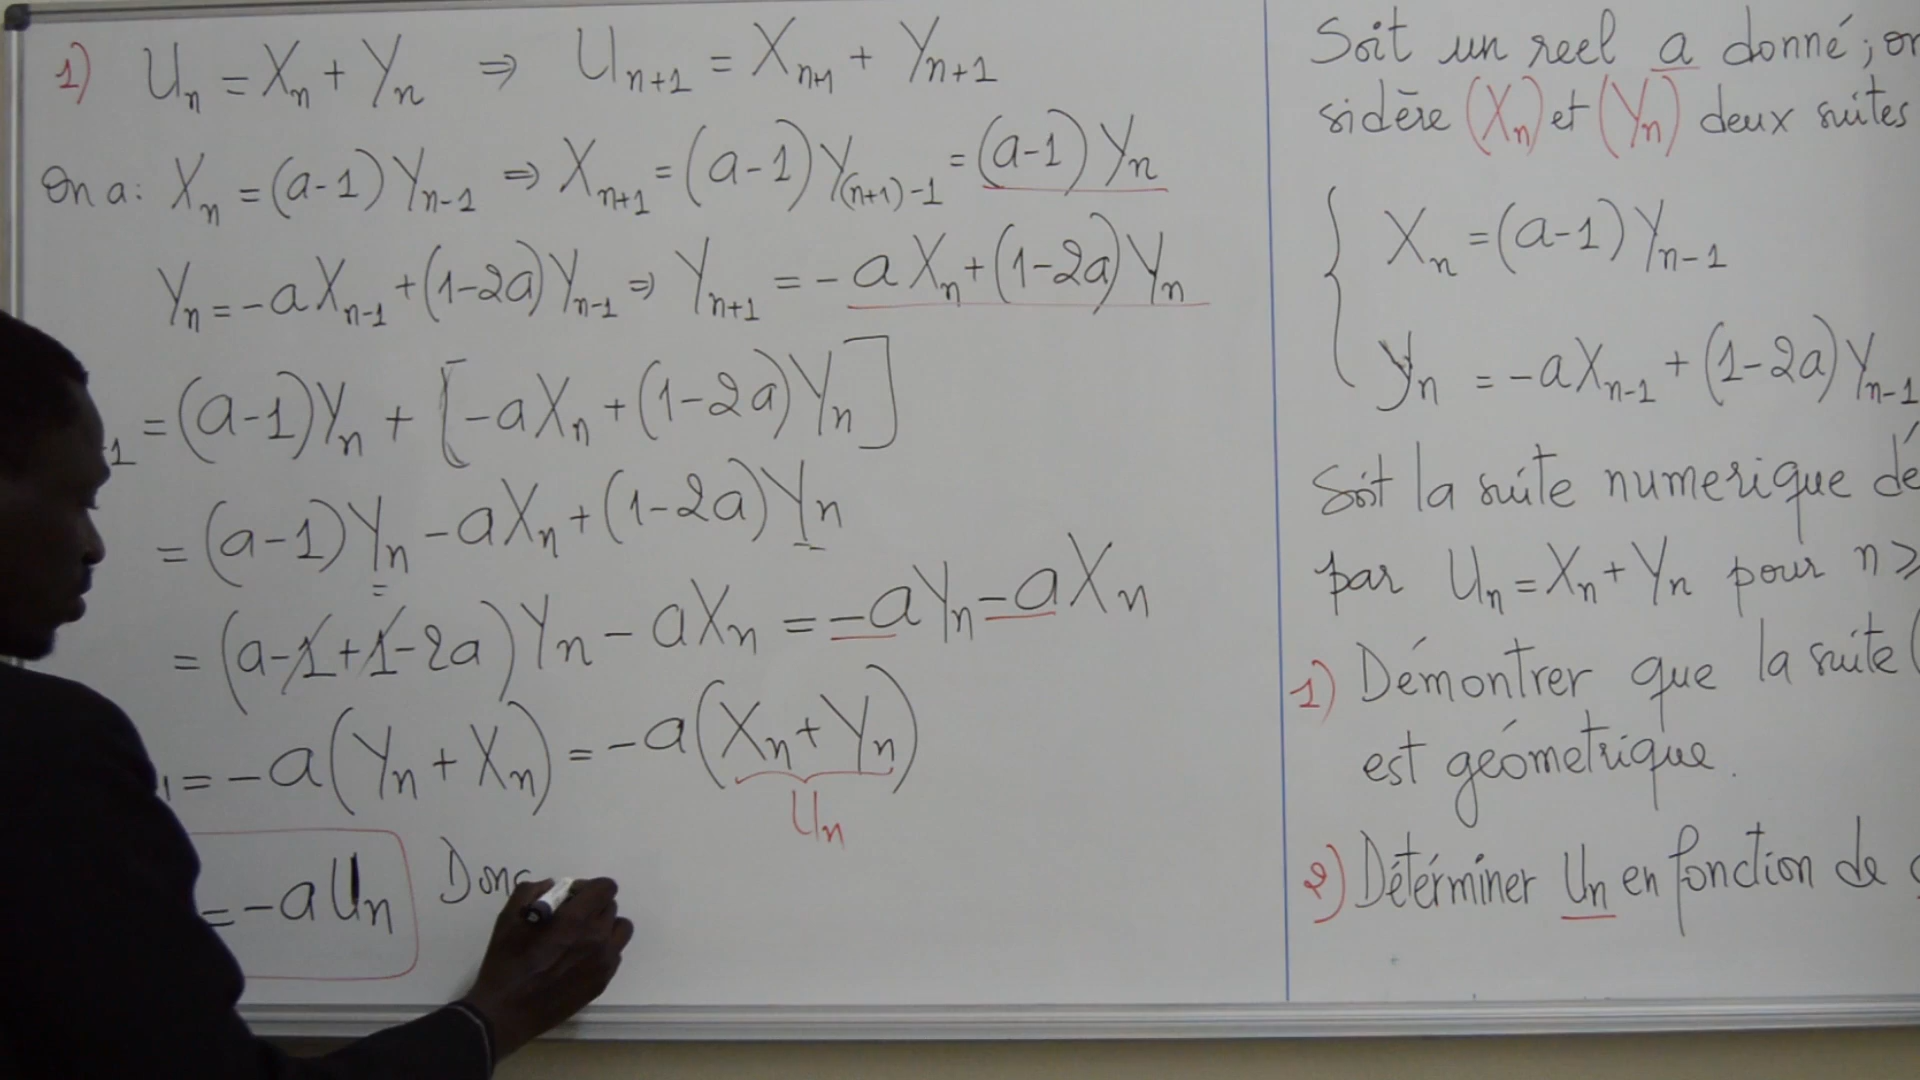 1) Un = Xn + Yn ⇒ Un+1 = Xn+1 + Yn+1
On a: Xn = (a-1) Yn-1 ⇒ Xn+1 = (a-1) Y(n+1)-1 = (a-1) Yn
Yn = -aXn-1 + (1-2a) Yn-1 ⇒ Yn+1 = -aXn + (1-2a) Yn
= (a-1)Yn + [-aXn + (1-2a)Yn]
= (a-1)Yn - aXn + (1-2a)Yn
= (a-1+1-2a)Yn - aXn = -aYn - aXn
= -a(Yn + Xn) = -a(Xn + Yn)
Un
= -aUn Donc
Soit un reel a donné; on
sidère (Xn) et (Yn) deux suites
{ Xn = (a-1) Yn-1
Yn = -aXn-1 + (1-2a) Yn-1
Soit la suite numerique dé
par Un = Xn + Yn pour n ≥
1) Démontrer que la suite (
est géometrique.
2) Détérminer Un en fonction de